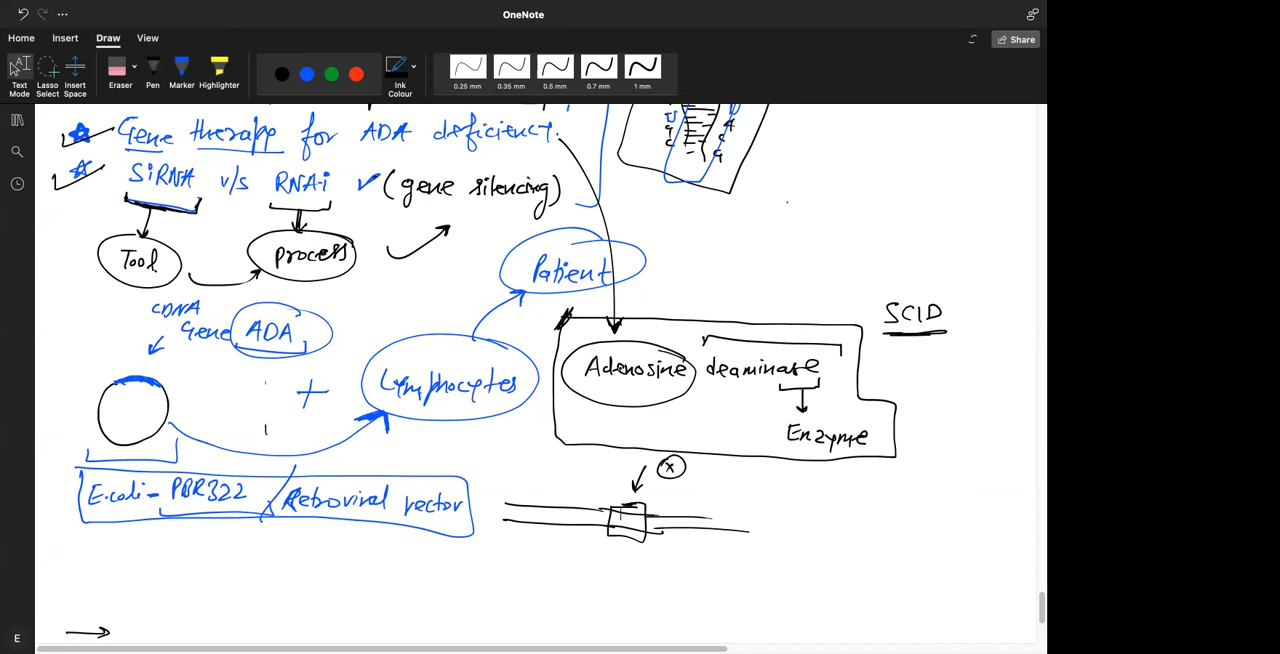 OneNote
Home Insert Draw View
Share
Text Mode
Lasso Select
Insert Space
Eraser
Pen
Marker
Highlighter
Ink Colour
0.25 mm
0.35 mm
0.5 mm
0.7 mm
1 mm
Gene therapy for ADA deficiency.
SiRNA v/s RNAi (gene silencing)
Tool
Process
Patient
CDNA
Gene ADA
SCID
Adenosine deaminase
Enzyme
+
Lymphocytes
E.coli - PBR322 / Retroviral vector
x
E